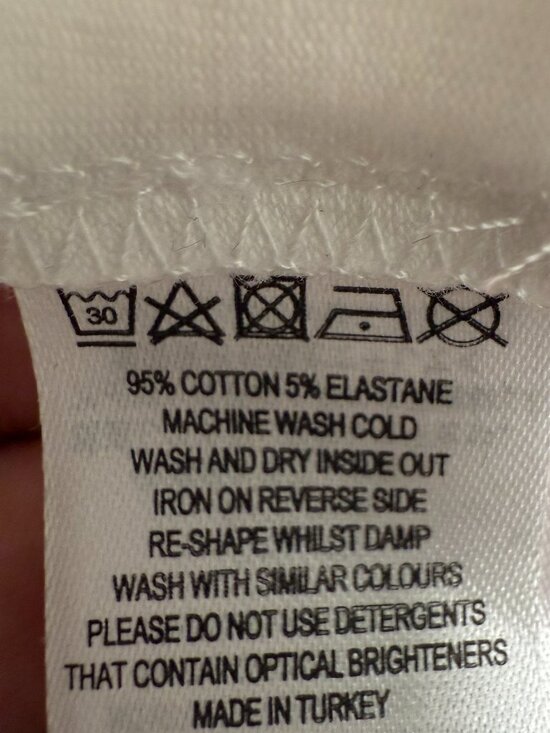 30
95% COTTON 5% ELASTANE
MACHINE WASH COLD
WASH AND DRY INSIDE OUT
IRON ON REVERSE SIDE
RE-SHAPE WHILST DAMP
WASH WITH SIMILAR COLOURS
PLEASE DO NOT USE DETERGENTS
THAT CONTAIN OPTICAL BRIGHTENERS
MADE IN TURKEY